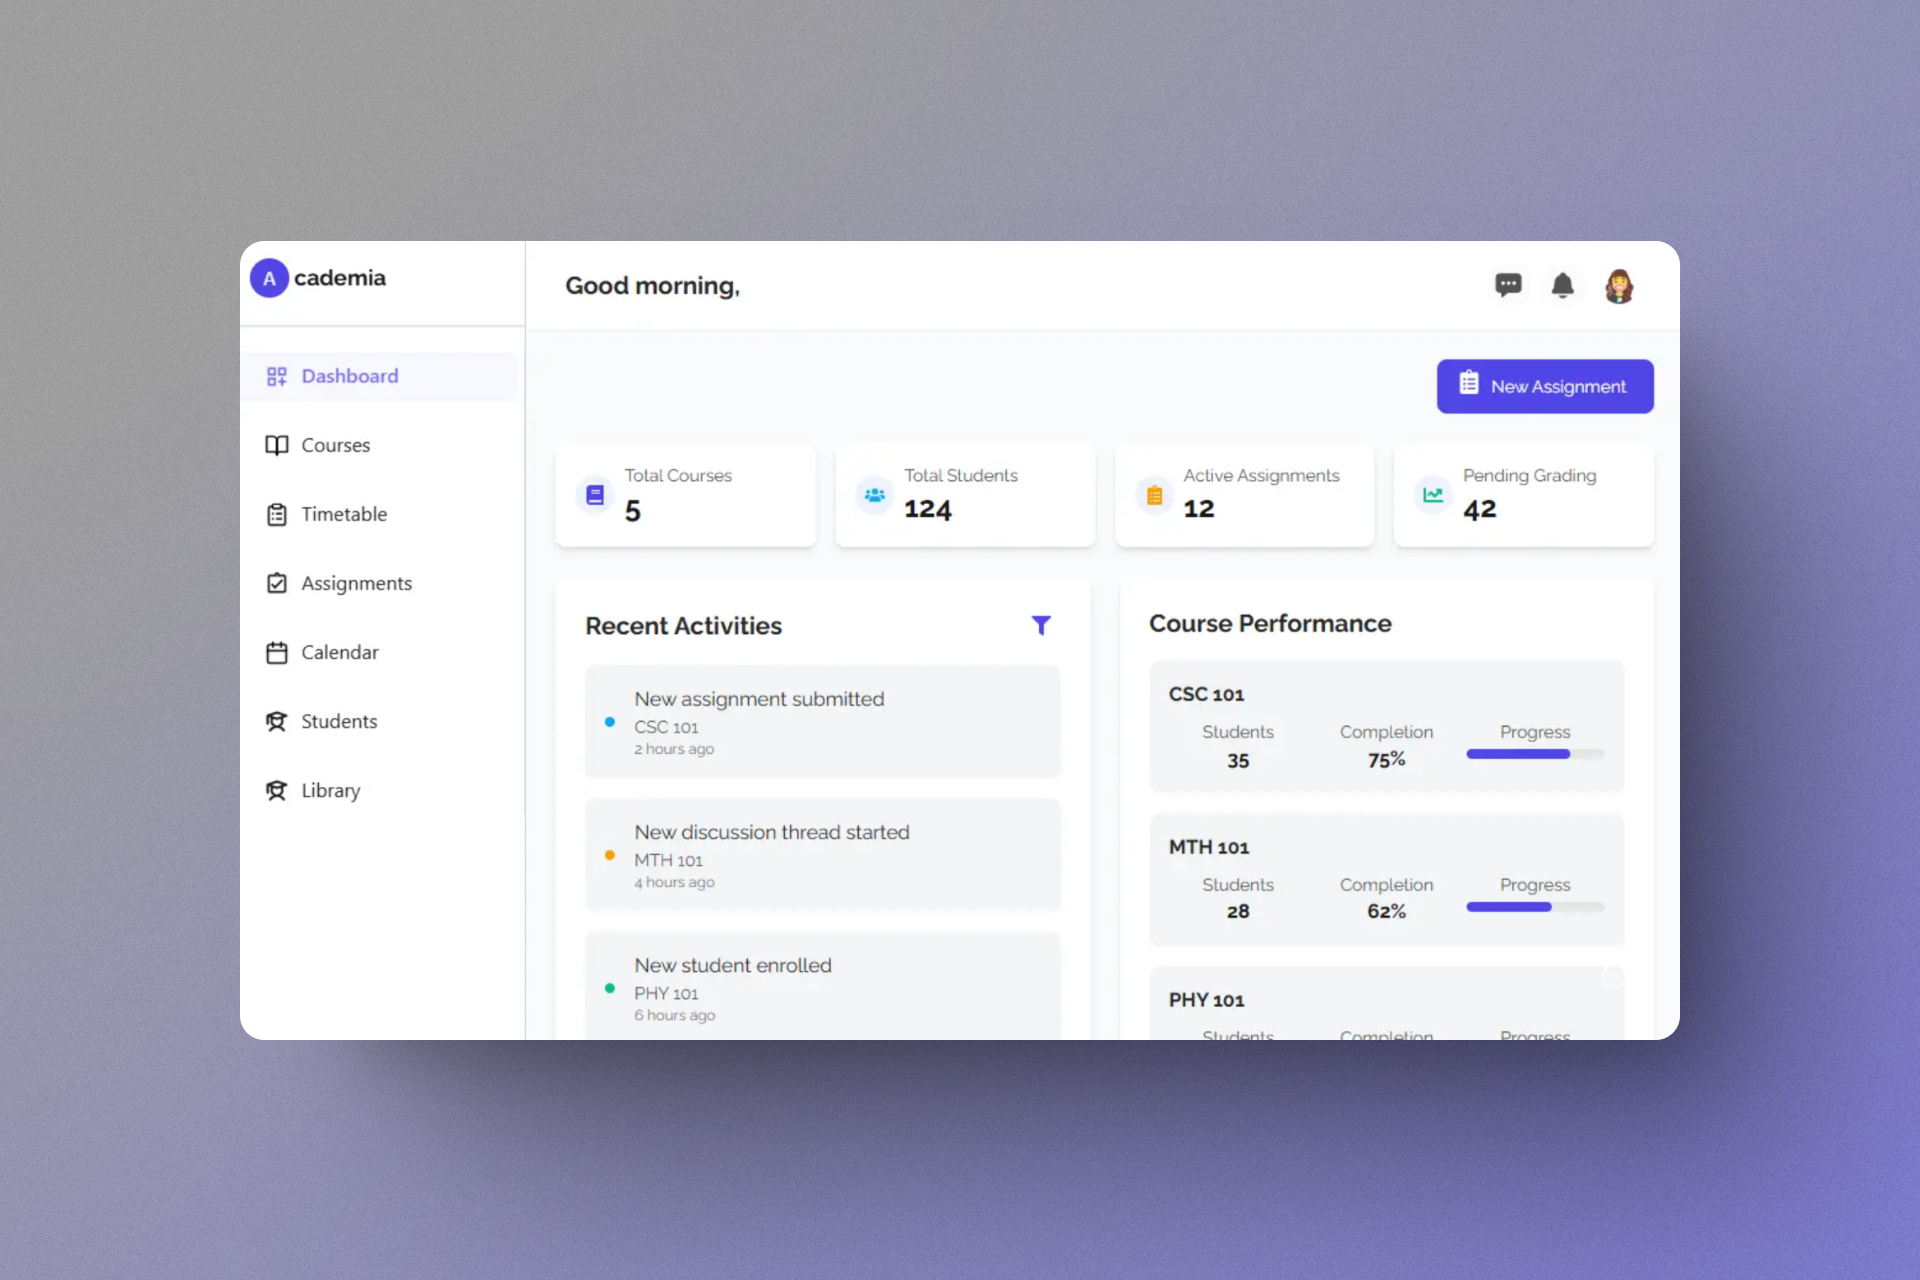 A cademia
Good morning,
Dashboard
Courses
Timetable
Assignments
Calendar
Students
Library
New Assignment
Total Courses
5
Total Students
124
Active Assignments
12
Pending Grading
42
Recent Activities
New assignment submitted
CSC 101
2 hours ago
New discussion thread started
MTH 101
4 hours ago
New student enrolled
PHY 101
6 hours ago
Course Performance
CSC 101
Students Completion Progress
35 75%
MTH 101
Students Completion Progress
28 62%
PHY 101
Students Completion Progress